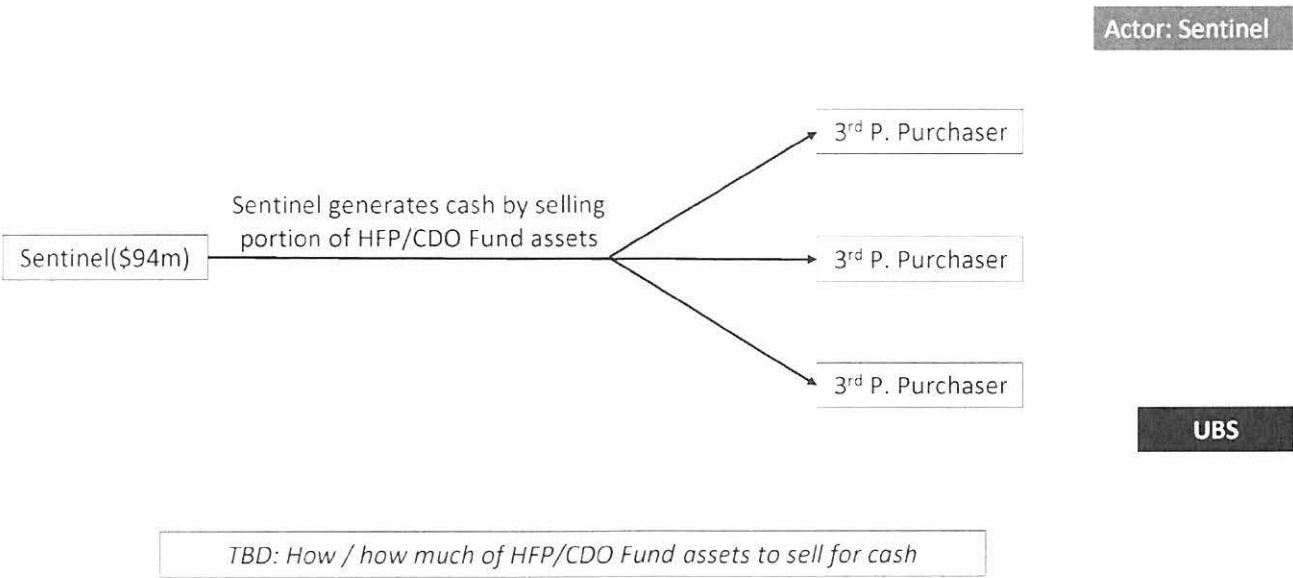 Actor: Sentinel
3rd P. Purchaser
Sentinel generates cash by selling
portion of HFP/CDO Fund assets
Sentinel($94m)
3rd P. Purchaser
3rd P. Purchaser
UBS
TBD: How / how much of HFP/CDO Fund assets to sell for cash